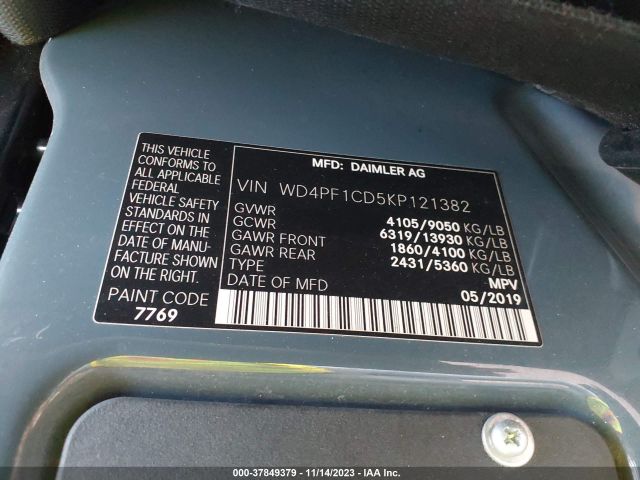 THIS VEHICLE
CONFORMS TO
ALL APPLICABLE
FEDERAL
VEHICLE SAFETY
STANDARDS IN
EFFECT ON THE
DATE OF MANU-
FACTURE SHOWN
ON THE RIGHT.
PAINT CODE
7769
MFD: DAIMLER AG
VIN WD4PF1CD5KP121382
GVWR 4105/9050 KG/LB
GCWR 6319/13930 KG/LB
GAWR FRONT 1860/4100 KG/LB
GAWR REAR 2431/5360 KG/LB
TYPE MPV
DATE OF MFD 05/2019
000-37849379 - 11/14/2023 - IAA Inc.